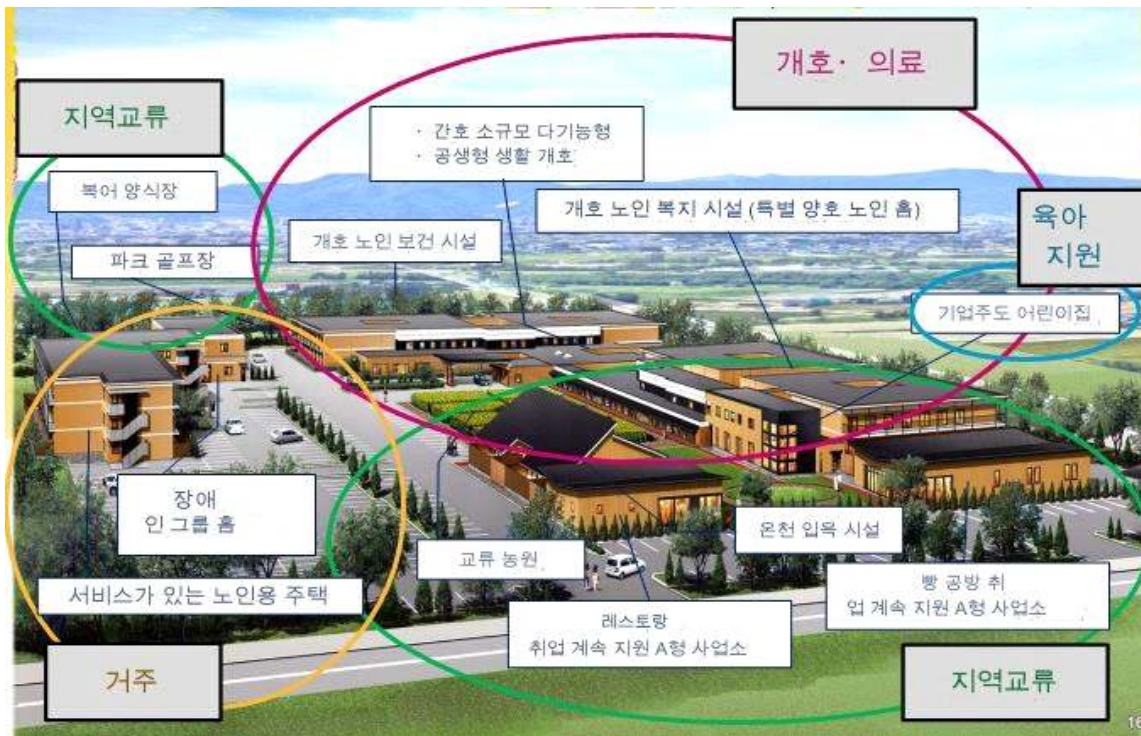 개호· 의료
지역교류
· 간호 소규모 다기능형
· 공생형 생활 개호
복어 양식장
개호 노인 복지 시설 (특별 양호 노인 홈)
육아
지원
개호 노인 보건 시설
파크 골프장
기업주도 어린이집
장애
인 그룹 홈
교류 농원
온천 입욕 시설
서비스가 있는 노인용 주택
빵 공방 취
업 계속 지원 A형 사업소
레스토랑
취업 계속 지원 A형 사업소
거주
지역교류
16